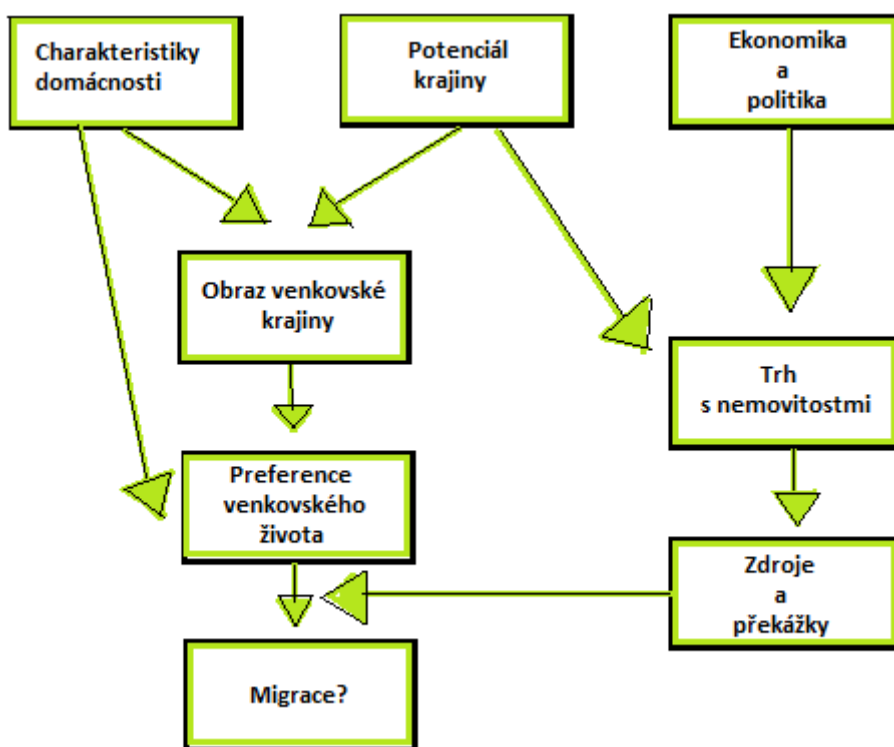 Charakteristiky
domácnosti
Potenciál
krajiny
Ekonomika
a
politika
Obraz venkovské
krajiny
Trh
s nemovitostmi
Preference
venkovského
života
Zdroje
a
překážky
Migrace?